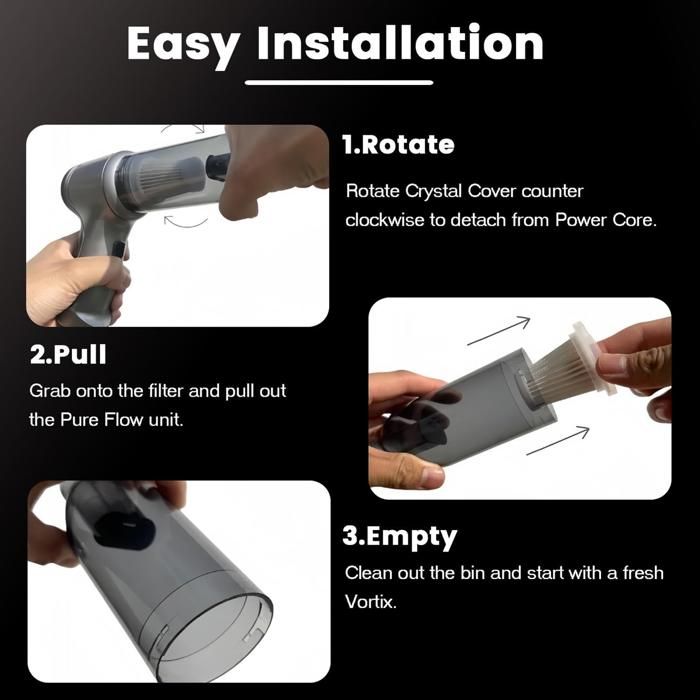 Easy Installation
1.Rotate
Rotate Crystal Cover counter
clockwise to detach from Power Core.
2.Pull
Grab onto the filter and pull out
the Pure Flow unit.
3.Empty
Clean out the bin and start with a fresh
Vortix.